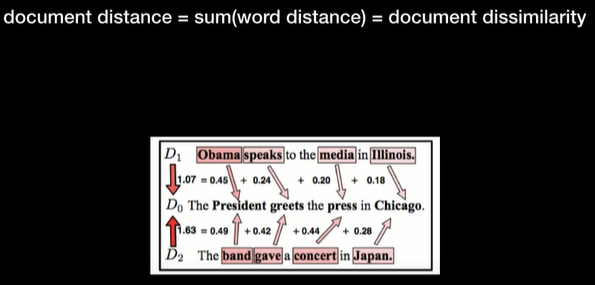 document distance = sum(word distance) = document dissimilarity
D1 Obama speaks to the media in Illinois.
1.07 = 0.45 + 0.24 + 0.20 + 0.18
D0 The President greets the press in Chicago.
1.63 = 0.49 + 0.42 + 0.44 + 0.28
D2 The band gave a concert in Japan.